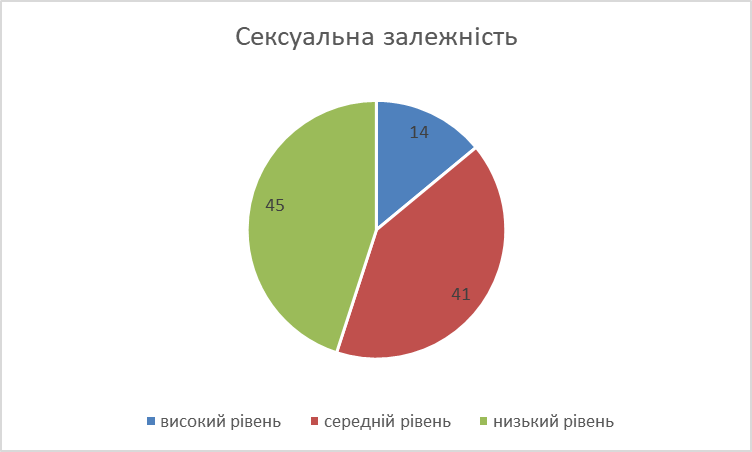 Сексуальна залежність
14
45
41
високий рівень
середній рівень
низький рівень